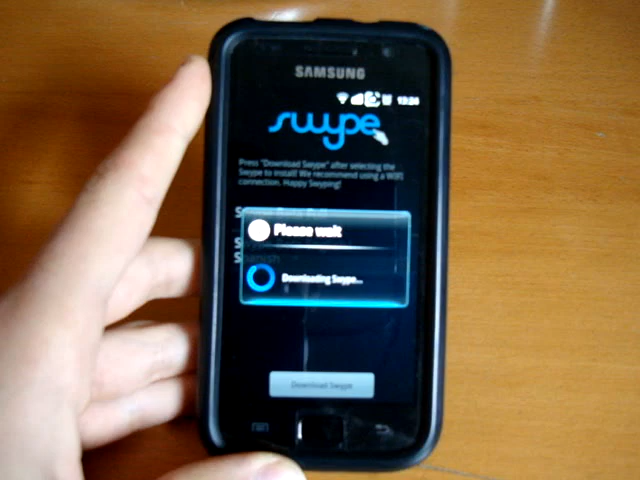 SAMSUNG
swype
Press "Download Swype" after selecting the
Swype to install! We recommend using a WIFI
connection. Happy Swyping!
Please wait
Spanish
Downloading Swype...
Download Swype